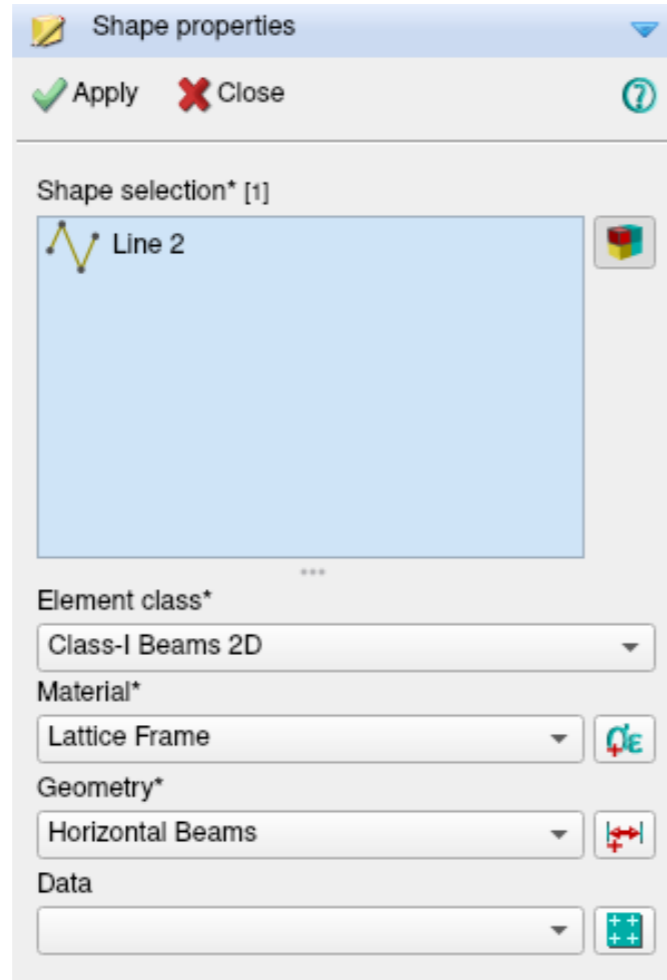 Shape properties
Apply Close
Shape selection* [1]
Line 2
Element class*
Class-I Beams 2D
Material*
Lattice Frame
Geometry*
Horizontal Beams
Data